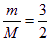 m/M = 3/2